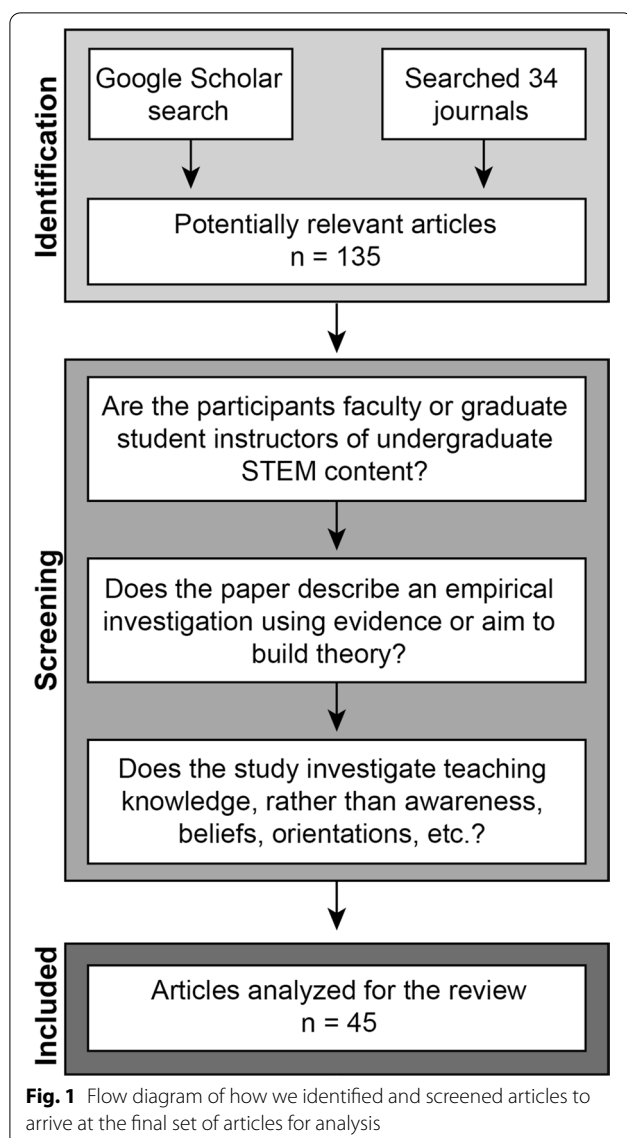 Identification
Google Scholar
search
Searched 34
journals
Potentially relevant articles
n = 135
Screening
Are the participants faculty or graduate
student instructors of undergraduate
STEM content?
Does the paper describe an empirical
investigation using evidence or aim to
build theory?
Does the study investigate teaching
knowledge, rather than awareness,
beliefs, orientations, etc.?
Included
Articles analyzed for the review
n = 45
Fig. 1 Flow diagram of how we identified and screened articles to
arrive at the final set of articles for analysis